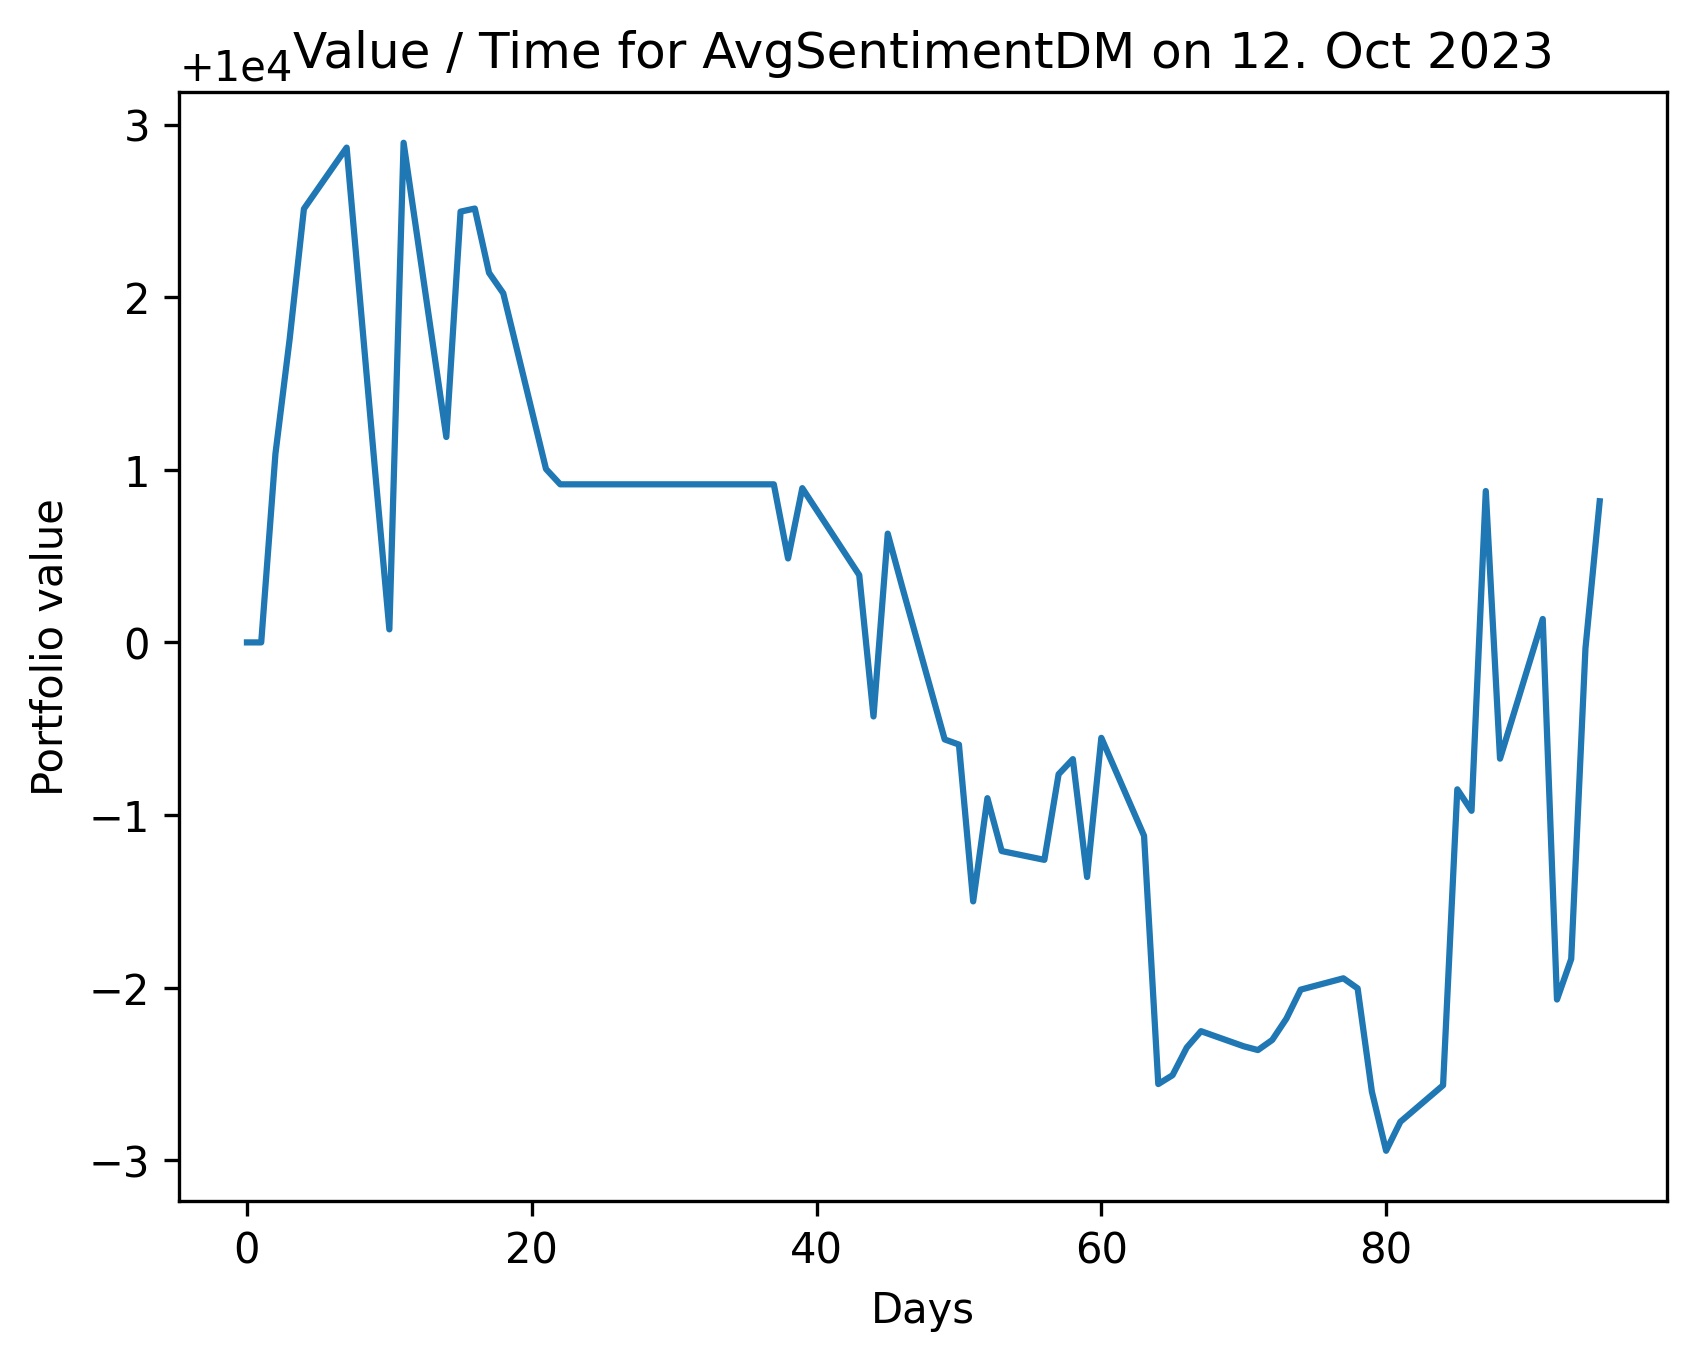 Value / Time for AvgSentimentDM on 12. Oct 2023
+1e4
3
2
1
0
−1
−2
−3
Portfolio value
0 20 40 60 80
Days